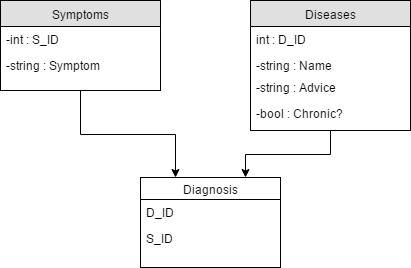 Symptoms
-int : S_ID
-string : Symptom
Diseases
int : D_ID
-string : Name
-string : Advice
-bool : Chronic?
Diagnosis
D_ID
S_ID